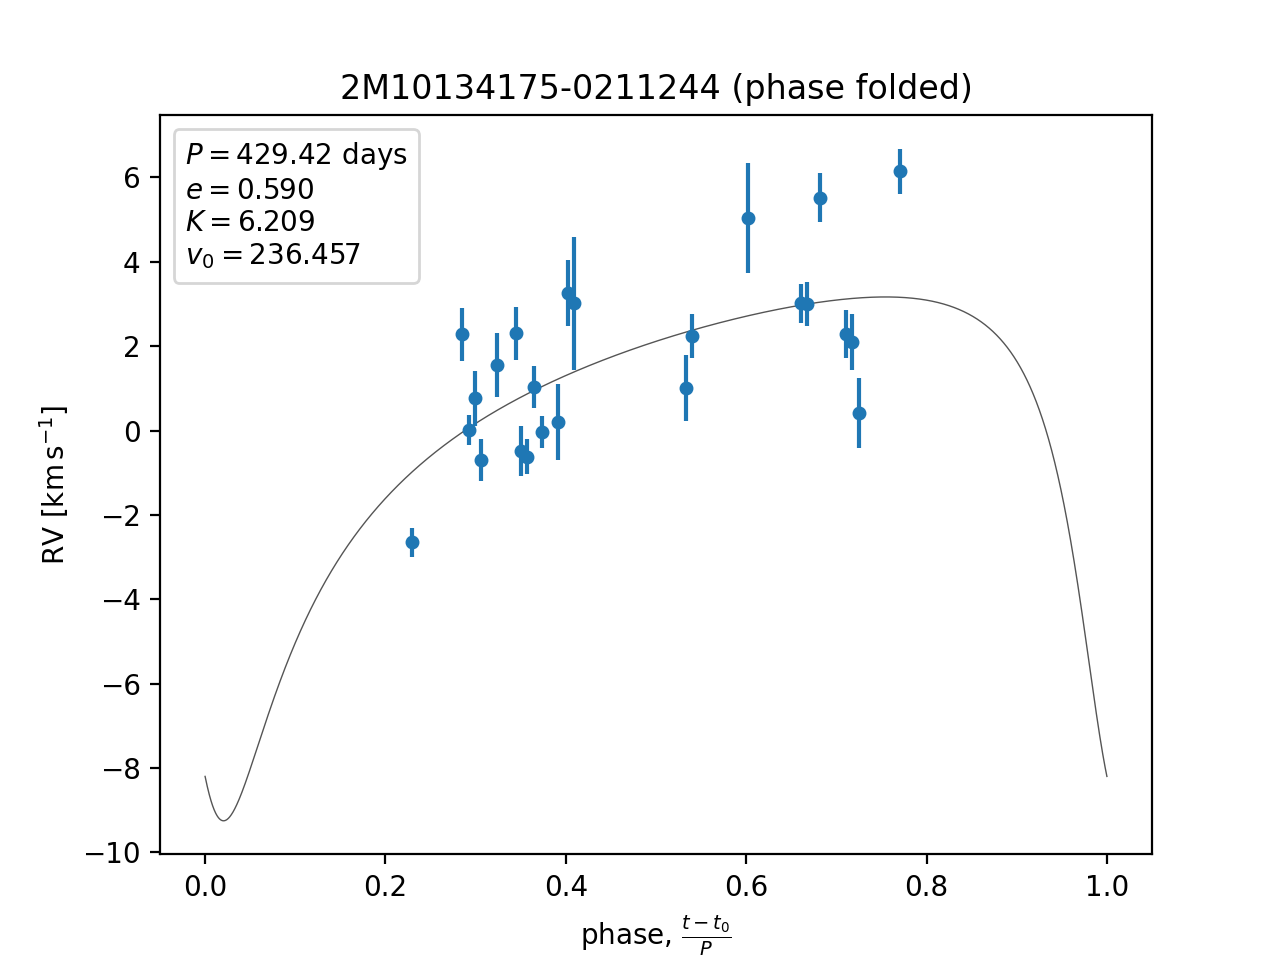 2M10134175-0211244 (phase folded)
P = 429.42 days
e = 0.590
K = 6.209
v₀ = 236.457
6
4
2
0
−2
−4
−6
−8
−10
RV [km s⁻¹]
0.0 0.2 0.4 0.6 0.8 1.0
phase, (t − t₀)/P